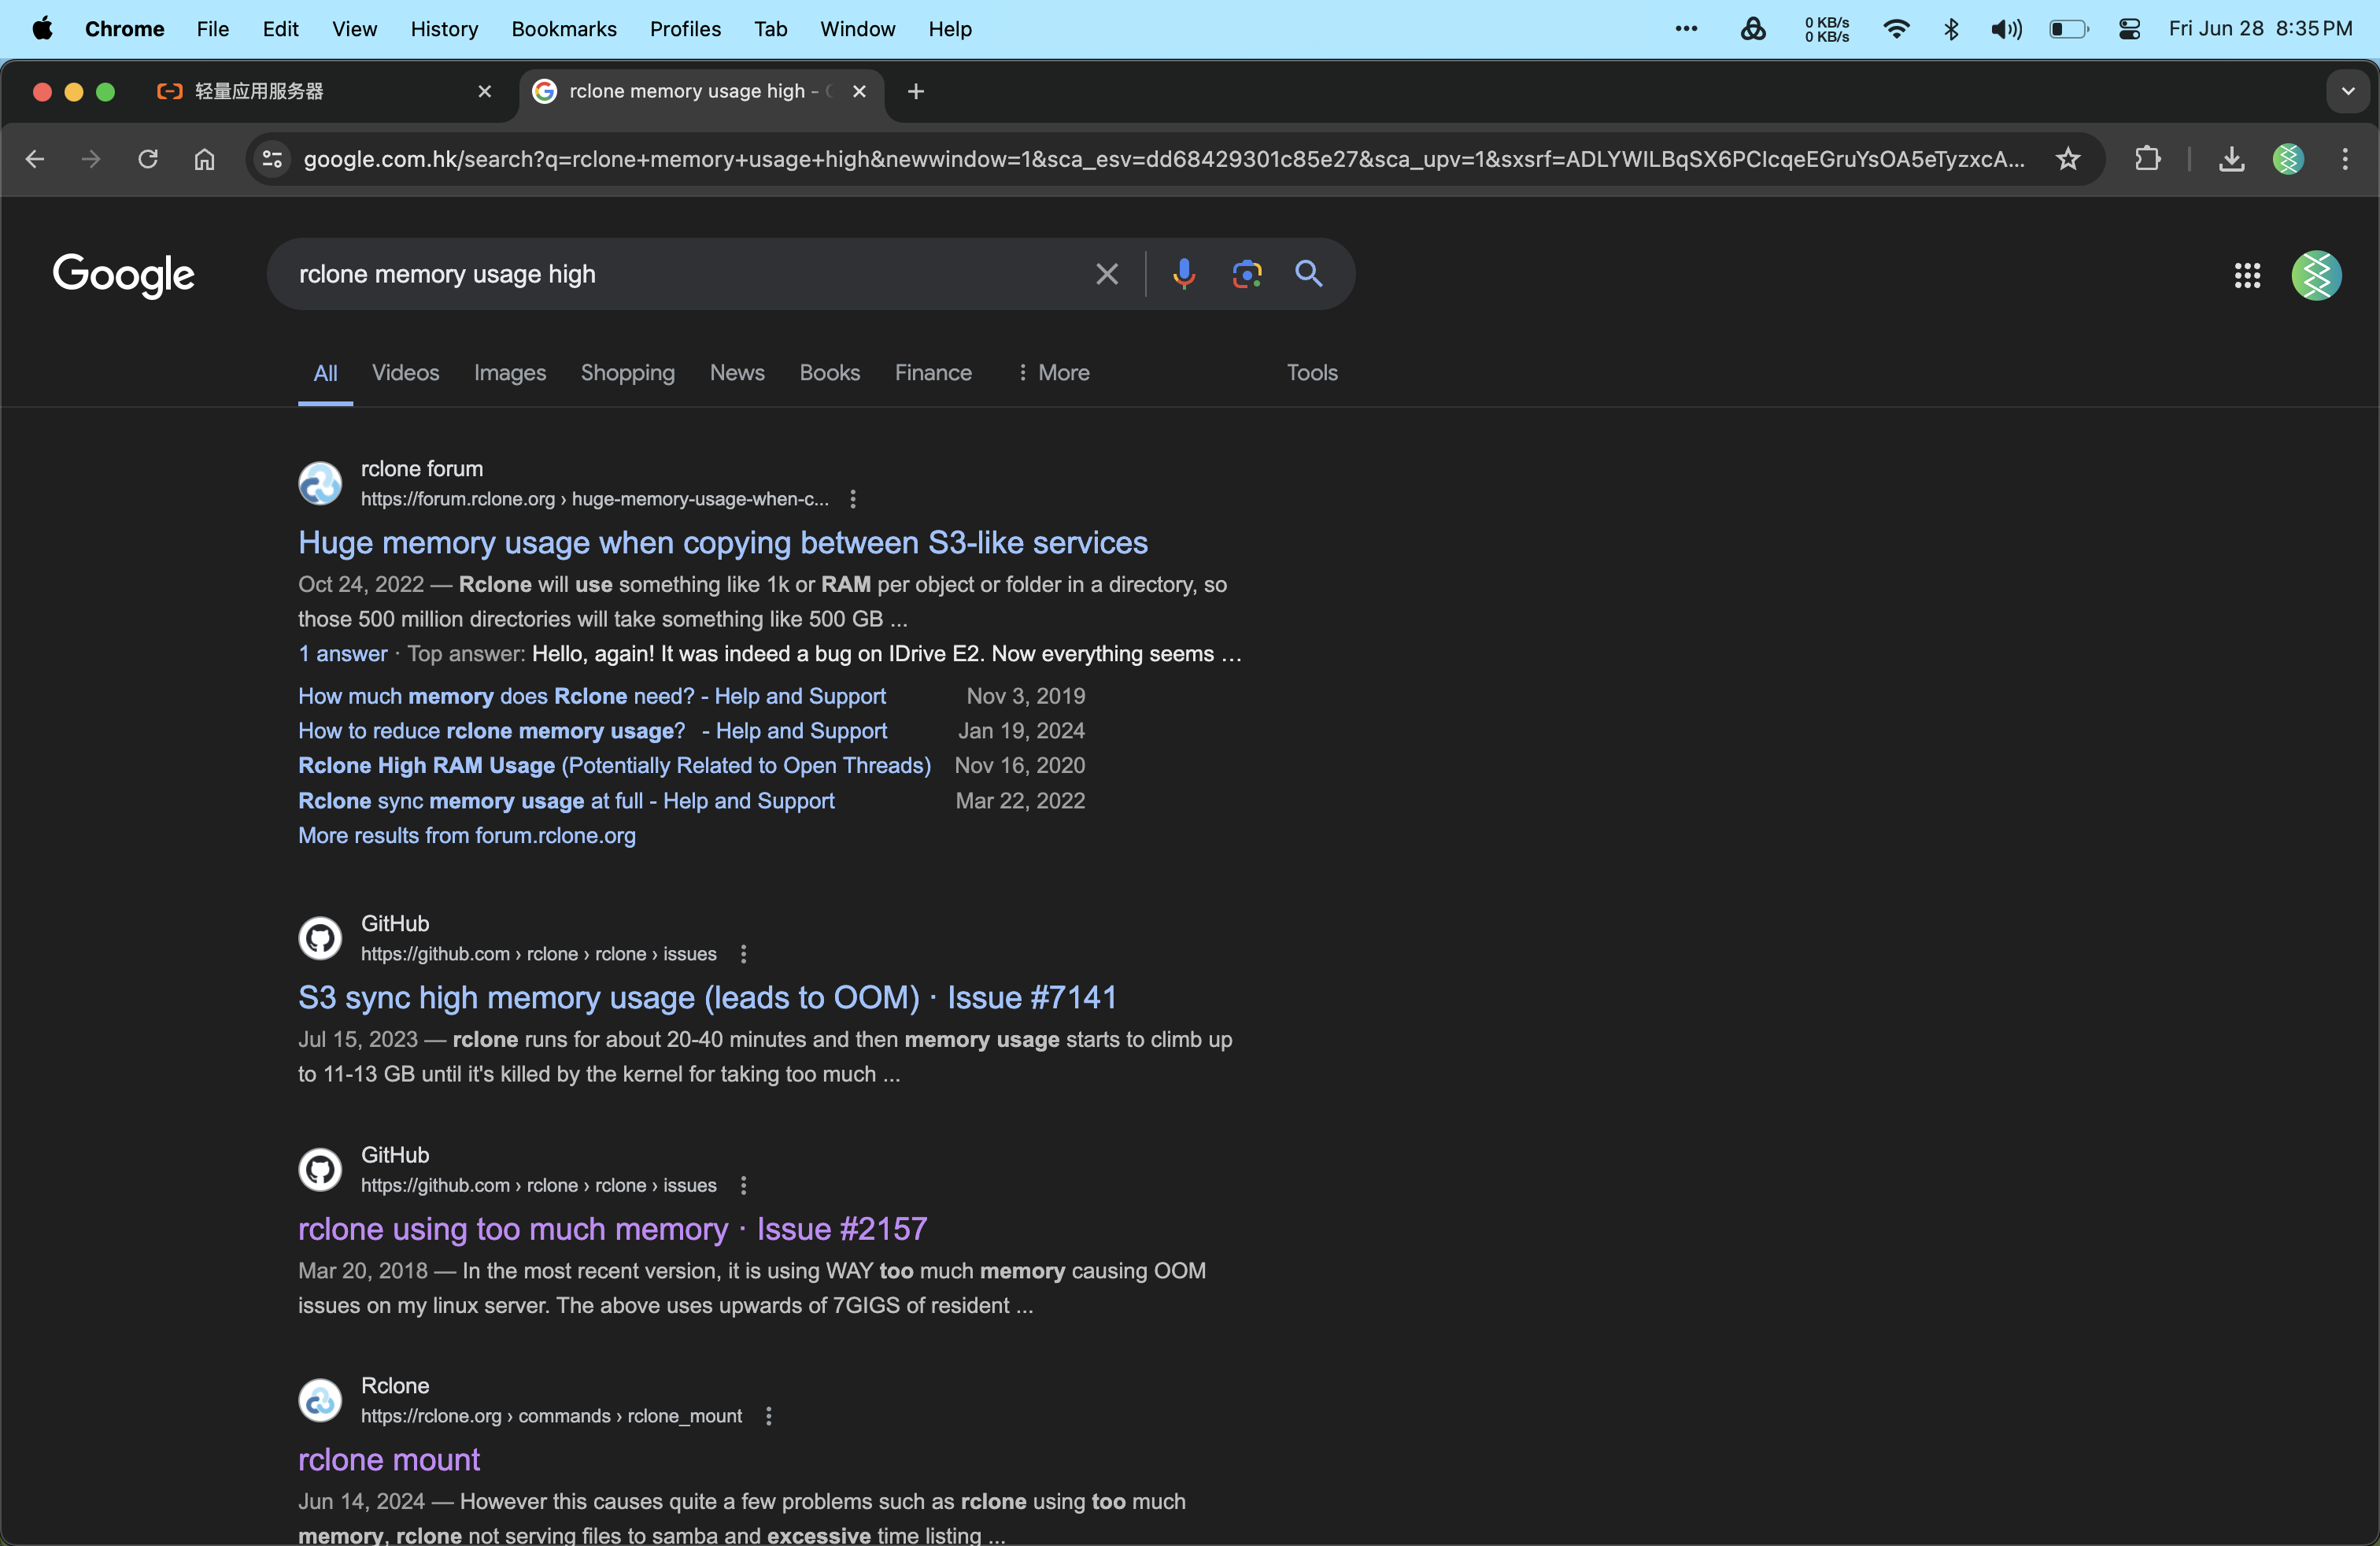 Chrome File Edit View History Bookmarks Profiles Tab Window Help 0 KB/s 0 KB/s Fri Jun 28 8:35 PM
轻量应用服务器 rclone memory usage high -
google.com.hk/search?q=rclone+memory+usage+high&newwindow=1&sca_esv=dd68429301c85e27&sca_upv=1&sxsrf=ADLYWILBqSX6PCIcqeEGruYsOA5eTyzxcA...
Google rclone memory usage high
All Videos Images Shopping News Books Finance More Tools
rclone forum
https://forum.rclone.org › huge-memory-usage-when-c...
Huge memory usage when copying between S3-like services
Oct 24, 2022 — Rclone will use something like 1k or RAM per object or folder in a directory, so
those 500 million directories will take something like 500 GB ...
1 answer · Top answer: Hello, again! It was indeed a bug on IDrive E2. Now everything seems …
How much memory does Rclone need? - Help and Support Nov 3, 2019
How to reduce rclone memory usage? - Help and Support Jan 19, 2024
Rclone High RAM Usage (Potentially Related to Open Threads) Nov 16, 2020
Rclone sync memory usage at full - Help and Support Mar 22, 2022
More results from forum.rclone.org
GitHub
https://github.com › rclone › rclone › issues
S3 sync high memory usage (leads to OOM) · Issue #7141
Jul 15, 2023 — rclone runs for about 20-40 minutes and then memory usage starts to climb up
to 11-13 GB until it's killed by the kernel for taking too much ...
GitHub
https://github.com › rclone › rclone › issues
rclone using too much memory · Issue #2157
Mar 20, 2018 — In the most recent version, it is using WAY too much memory causing OOM
issues on my linux server. The above uses upwards of 7GIGS of resident ...
Rclone
https://rclone.org › commands › rclone_mount
rclone mount
Jun 14, 2024 — However this causes quite a few problems such as rclone using too much
memory, rclone not serving files to samba and excessive time listing ...